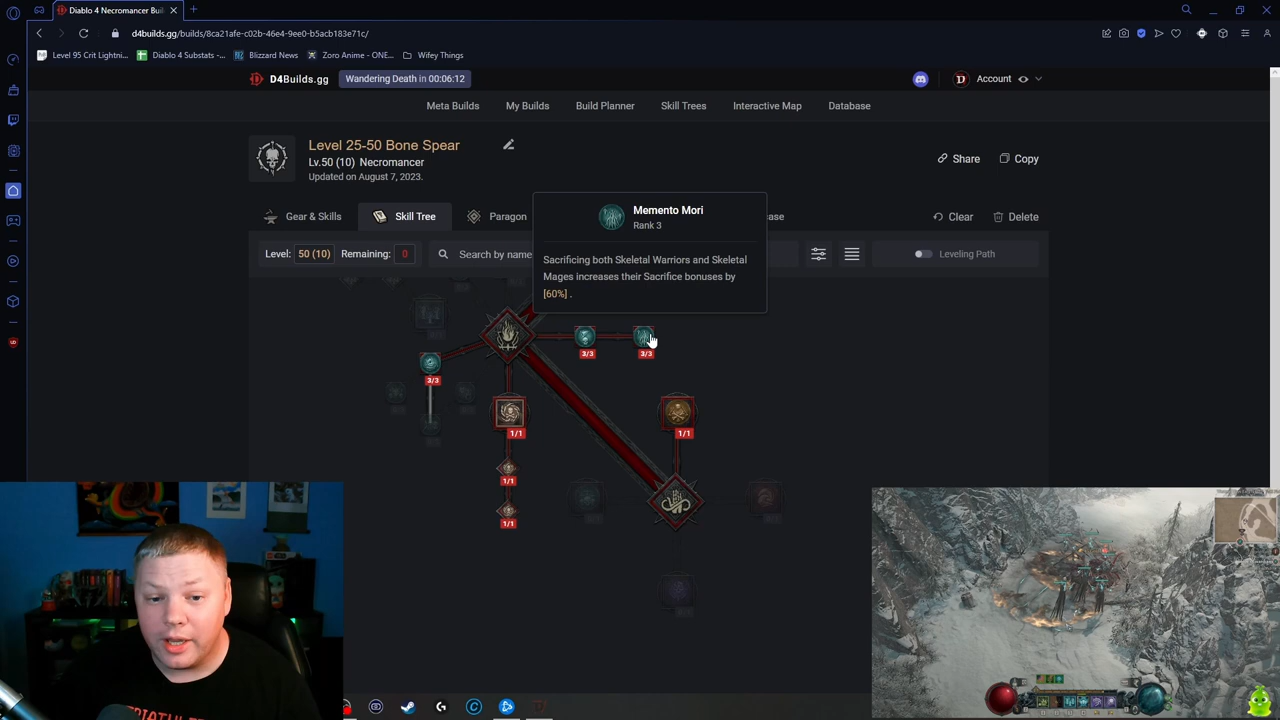 Diablo 4 Necromancer Buil
d4builds.gg/builds/8ca21afe-c02b-46e4-9ee0-b5acb183e71c/
Level 95 Crit Lightni...
Diablo 4 Substats -...
Blizzard News
Zoro Anime - ONE...
Wifey Things
D4Builds.gg
Wandering Death in 00:06:12
Account
Meta Builds
My Builds
Build Planner
Skill Trees
Interactive Map
Database
Level 25-50 Bone Spear
Lv.50 (10) Necromancer
Updated on August 7, 2023.
Share
Copy
Gear & Skills
Skill Tree
Paragon
Clear
Delete
Level: 50 (10)
Remaining: 0
Search by name
Leveling Path
Memento Mori
Rank 3
Sacrificing both Skeletal Warriors and Skeletal
Mages increases their Sacrifice bonuses by
[60%] .
3/3
3/3
3/3
1/1
1/1
1/1
1/1